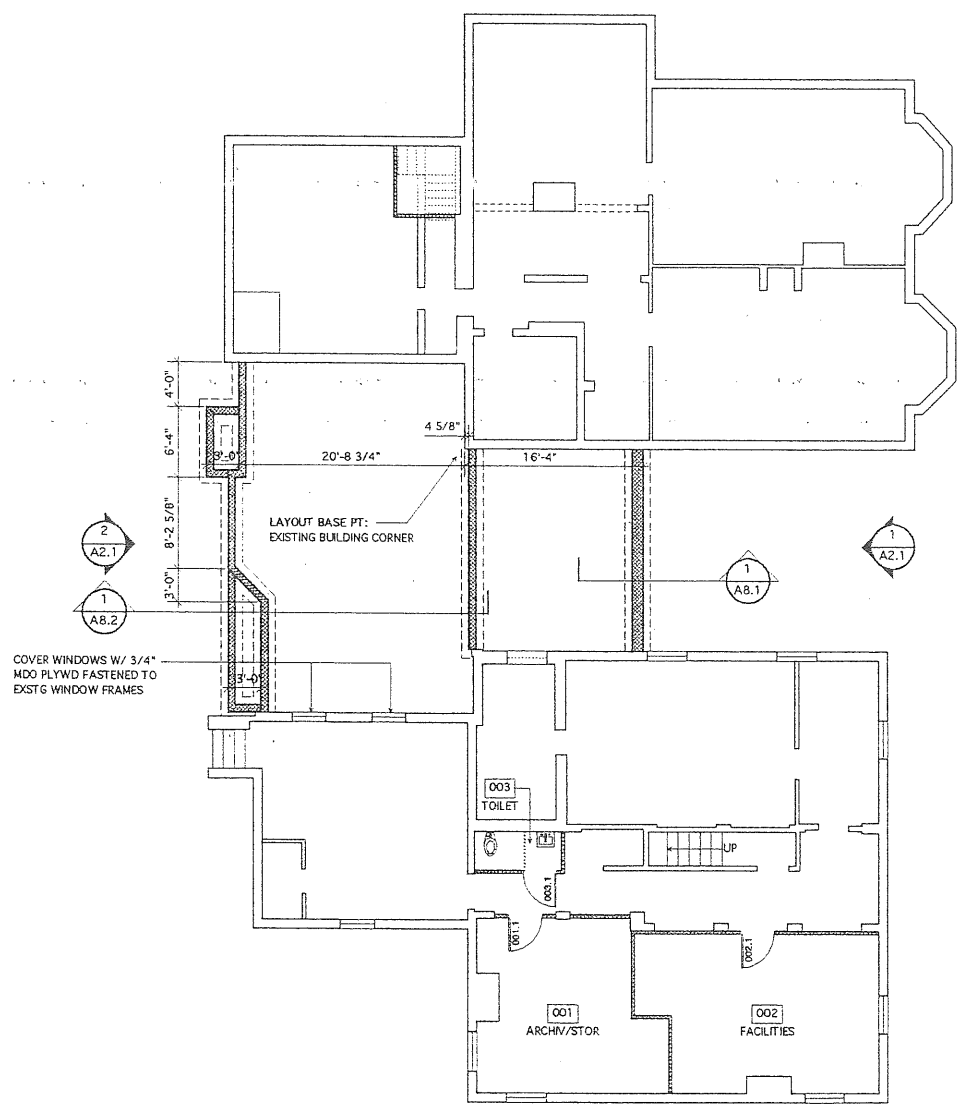 4'-0"
6'-4"
3'-0"
20'-8 3/4"
4 5/8"
16'-4"
8'-2 5/8"
LAYOUT BASE PT:
EXISTING BUILDING CORNER
2
A2.1
1
A2.1
3'-0"
1
A8.2
1
A8.1
COVER WINDOWS W/ 3/4"
MDO PLYWD FASTENED TO
EXSTG WINDOW FRAMES
3'-0"
003
TOILET
UP
003.1
001.1
002.1
001
ARCHIV/STOR
002
FACILITIES